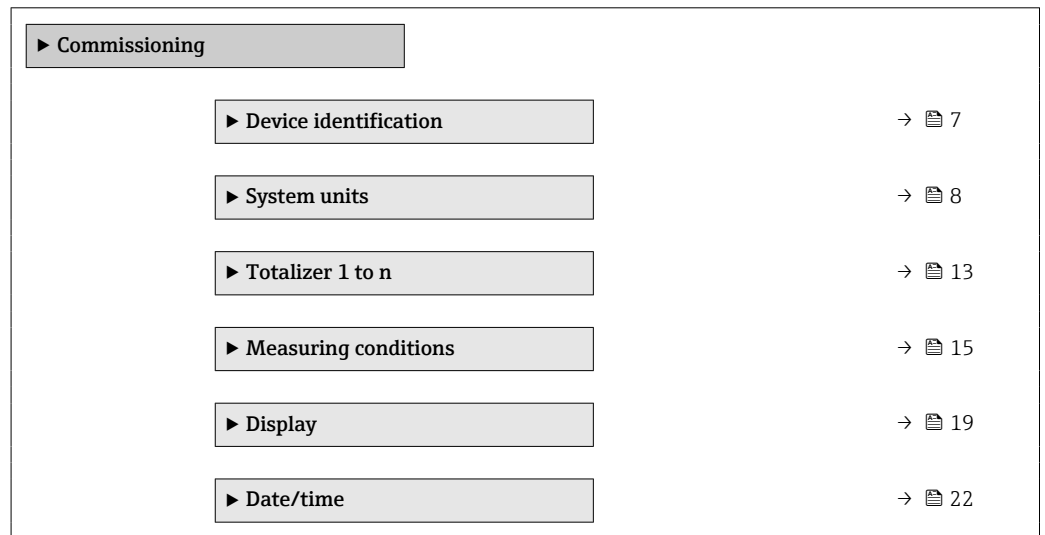 ▶ Commissioning
▶ Device identification → 7
▶ System units → 8
▶ Totalizer 1 to n → 13
▶ Measuring conditions → 15
▶ Display → 19
▶ Date/time → 22